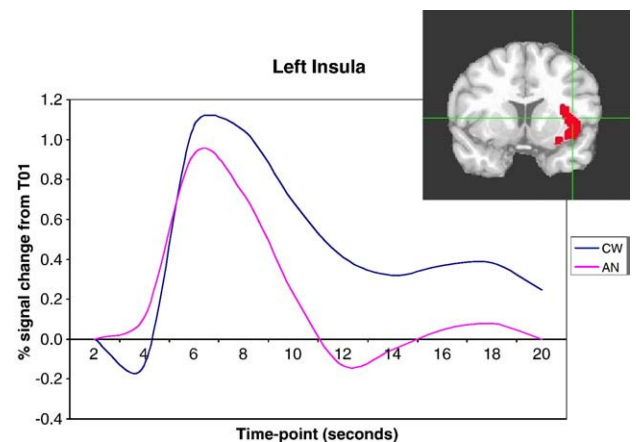 Left Insula
1.2
1.0
0.8
0.6
0.4
0.2
0.0
-0.2
-0.4
% signal change from T01
2 4 6 8 10 12 14 16 18 20
Time-point (seconds)
CW
AN